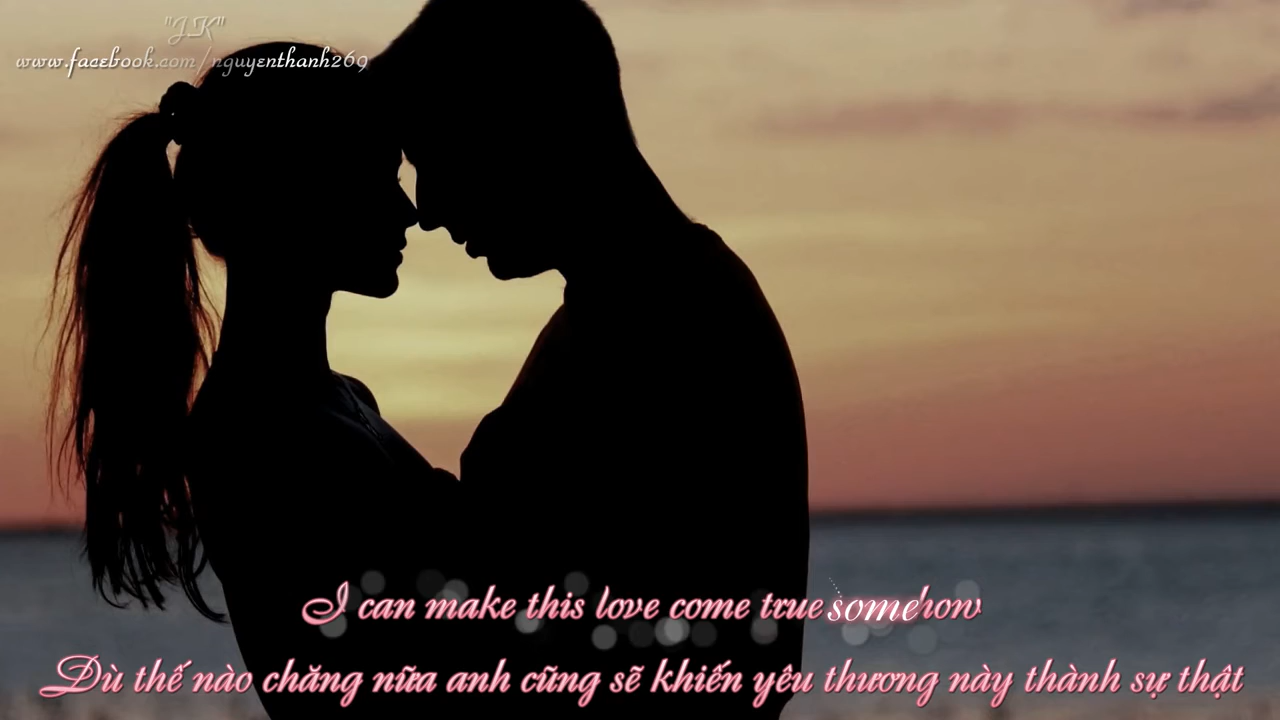 "J.K"
www.facebook.com/nguyenthanh269
I can make this love come true somehow
Dù thế nào chăng nữa anh cũng sẽ khiến yêu thương này thành sự thật